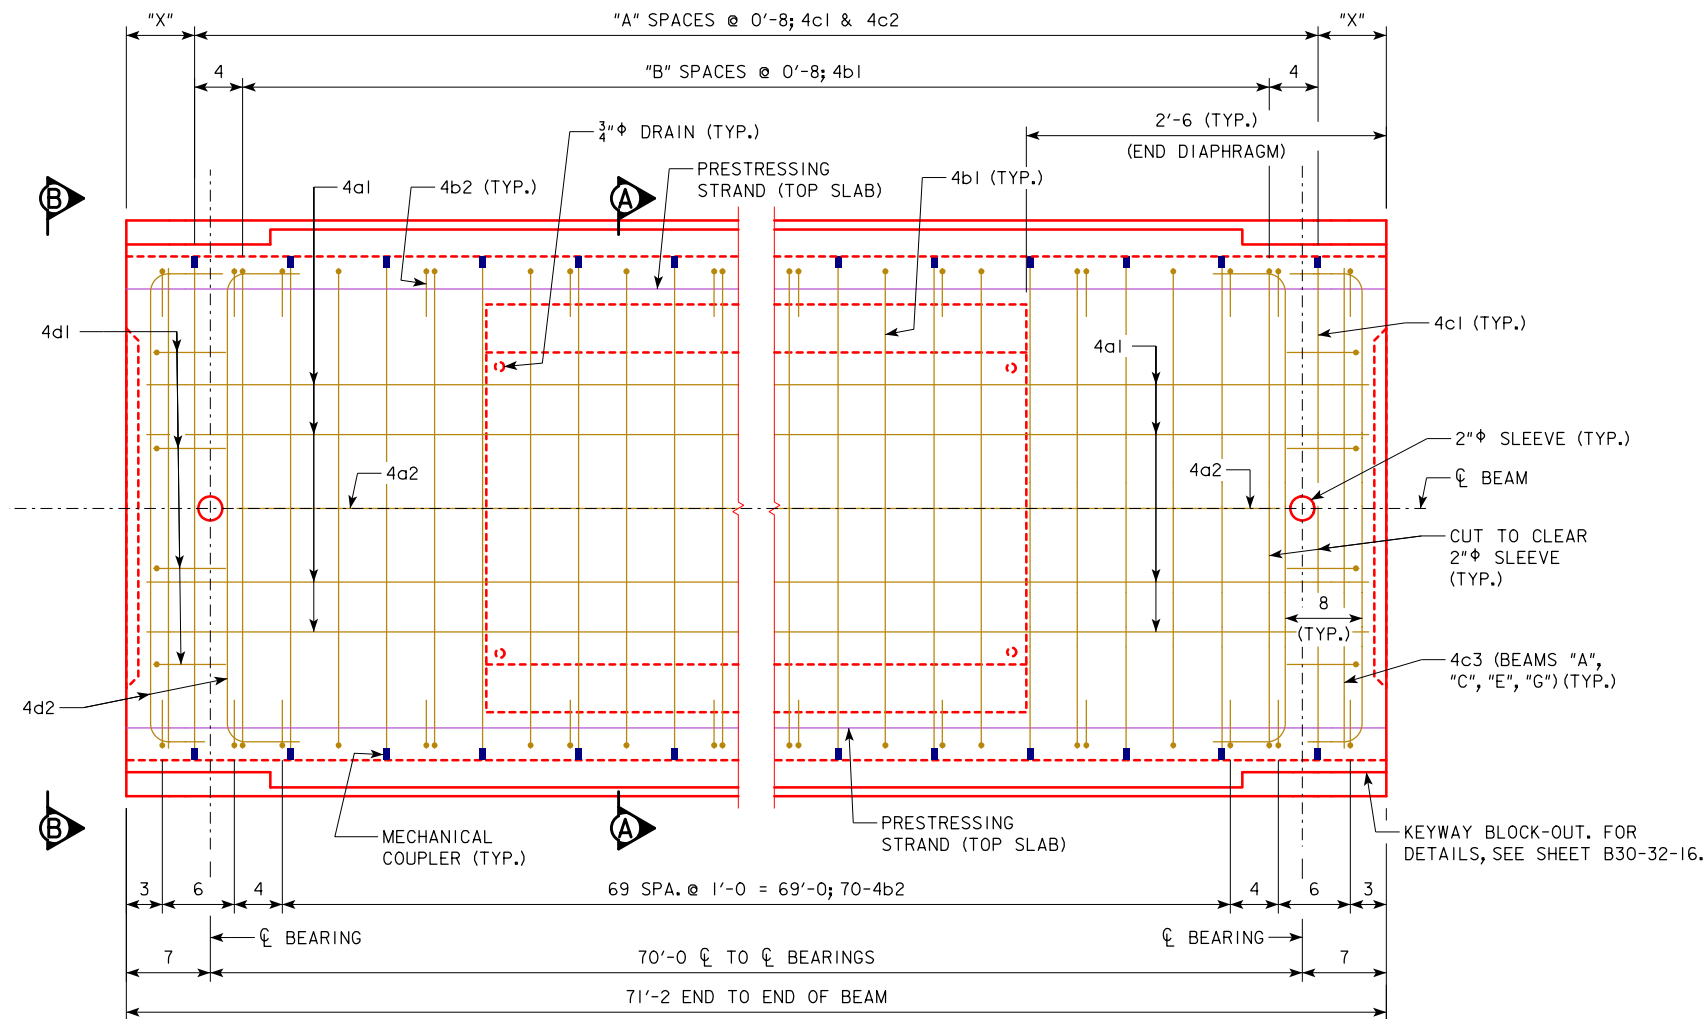 "X"
"A" SPACES @ 0'-8; 4c1 & 4c2
"X"
4
"B" SPACES @ 0'-8; 4b1
4
2'-6 (TYP.)
(END DIAPHRAGM)
3/4"ϕ DRAIN (TYP.)
PRESTRESSING
STRAND (TOP SLAB)
4a1
4b2 (TYP.)
4b1 (TYP.)
B
A
4d1
4a1
4c1 (TYP.)
4a2
4a2
2"ϕ SLEEVE (TYP.)
℄ BEAM
CUT TO CLEAR
2"ϕ SLEEVE
(TYP.)
8
(TYP.)
4c3 (BEAMS "A",
"C", "E", "G") (TYP.)
4d2
B
A
MECHANICAL
COUPLER (TYP.)
PRESTRESSING
STRAND (TOP SLAB)
KEYWAY BLOCK-OUT. FOR
DETAILS, SEE SHEET B30-32-16.
3
6
4
69 SPA. @ 1'-0 = 69'-0; 70-4b2
4
6
3
℄ BEARING
℄ BEARING
7
70'-0 ℄ TO ℄ BEARINGS
7
71'-2 END TO END OF BEAM